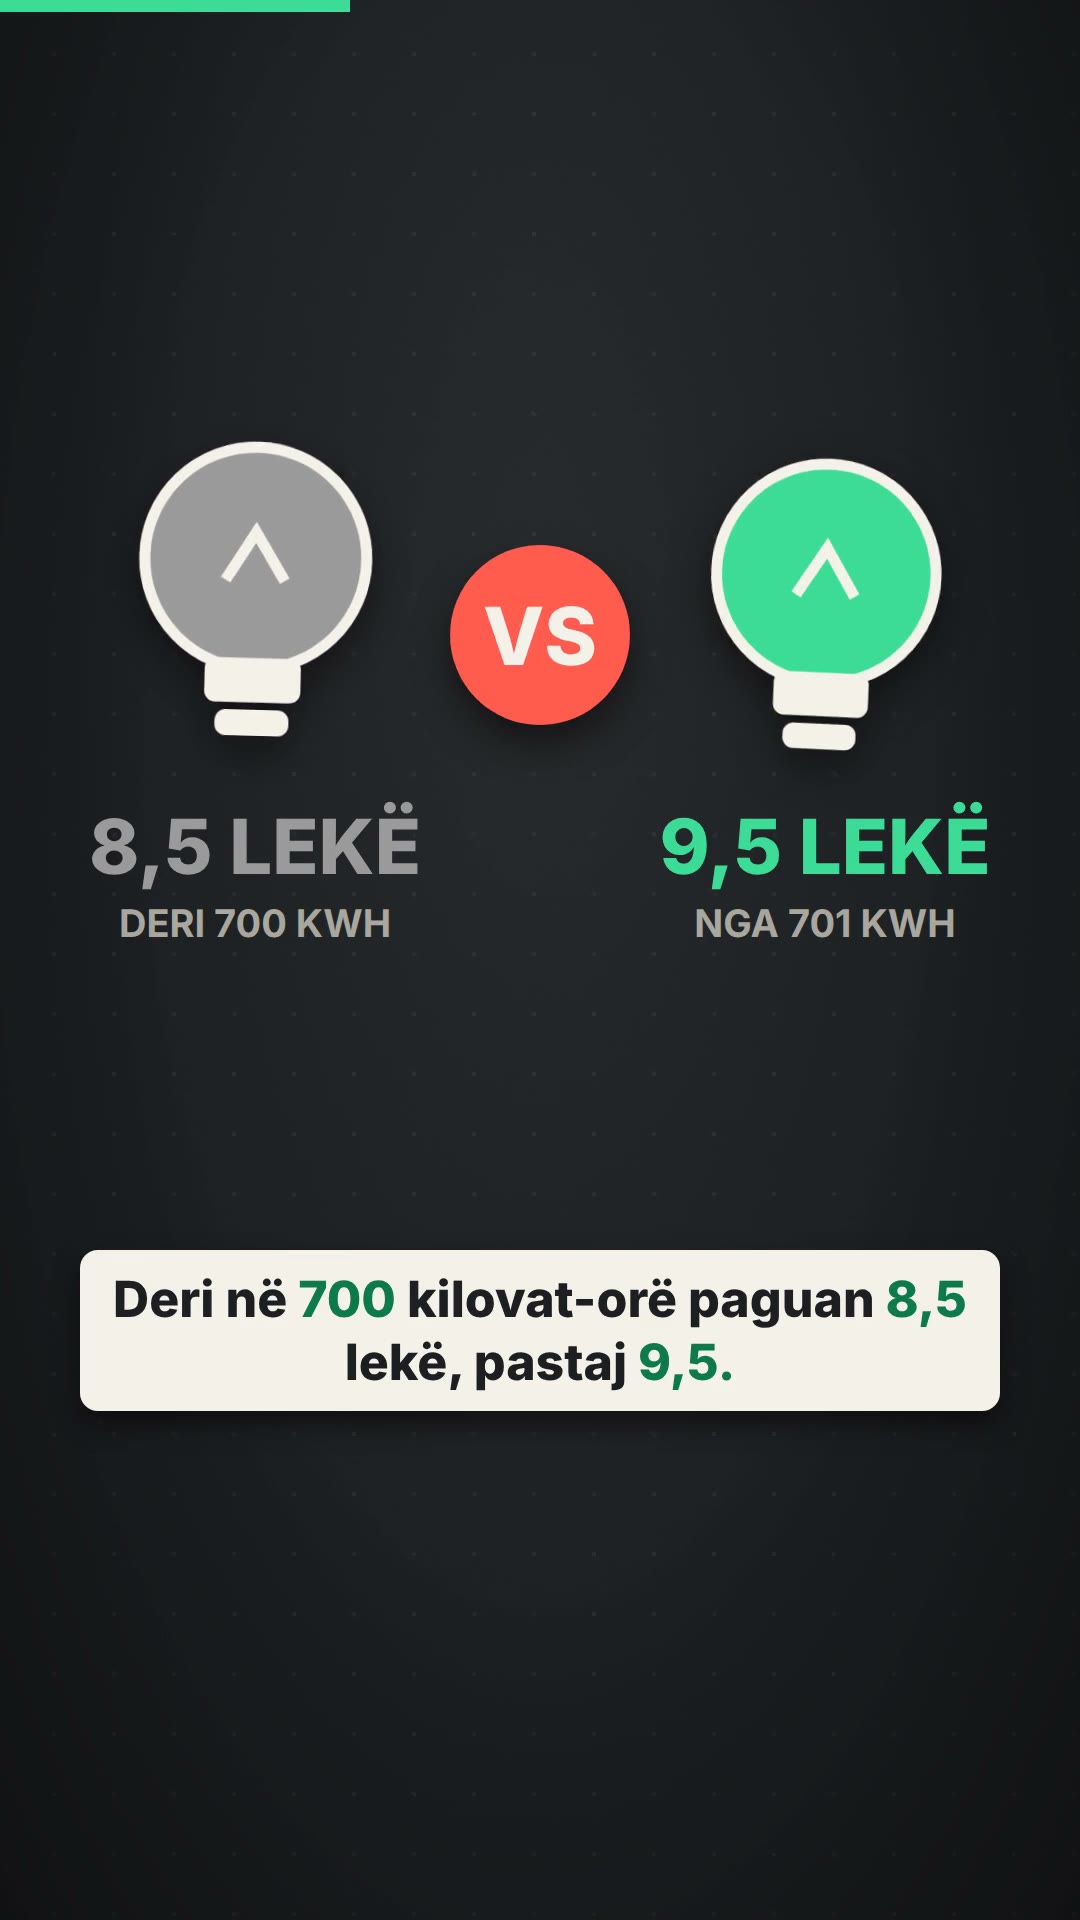 VS
8,5 LEKË
DERI 700 KWH
9,5 LEKË
NGA 701 KWH
Deri në 700 kilovat-orë paguan 8,5
lekë, pastaj 9,5.